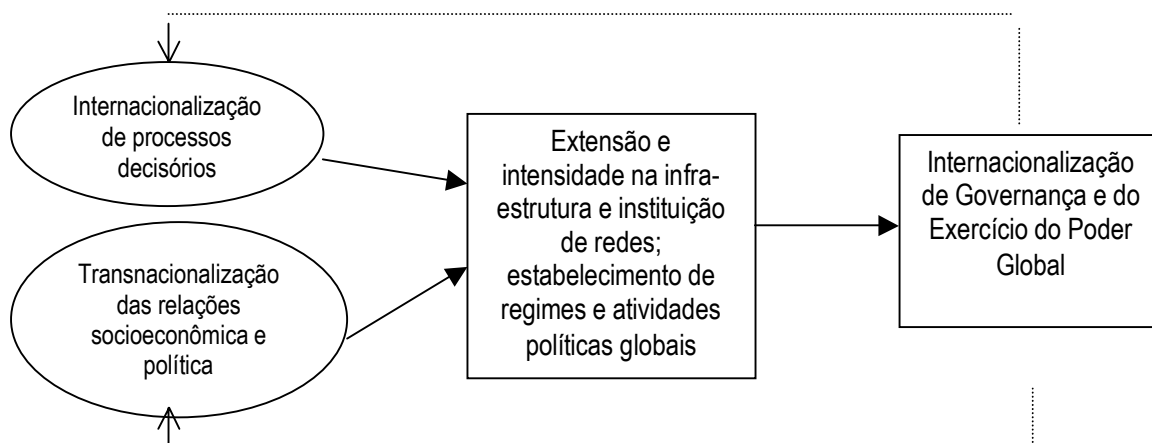 Internacionalização
de processos
decisórios
Transnacionalização
das relações
socioeconômica e
política
Extensão e
intensidade na infra-
estrutura e instituição
de redes;
estabelecimento de
regimes e atividades
políticas globais
Internacionalização
de Governança e do
Exercício do Poder
Global